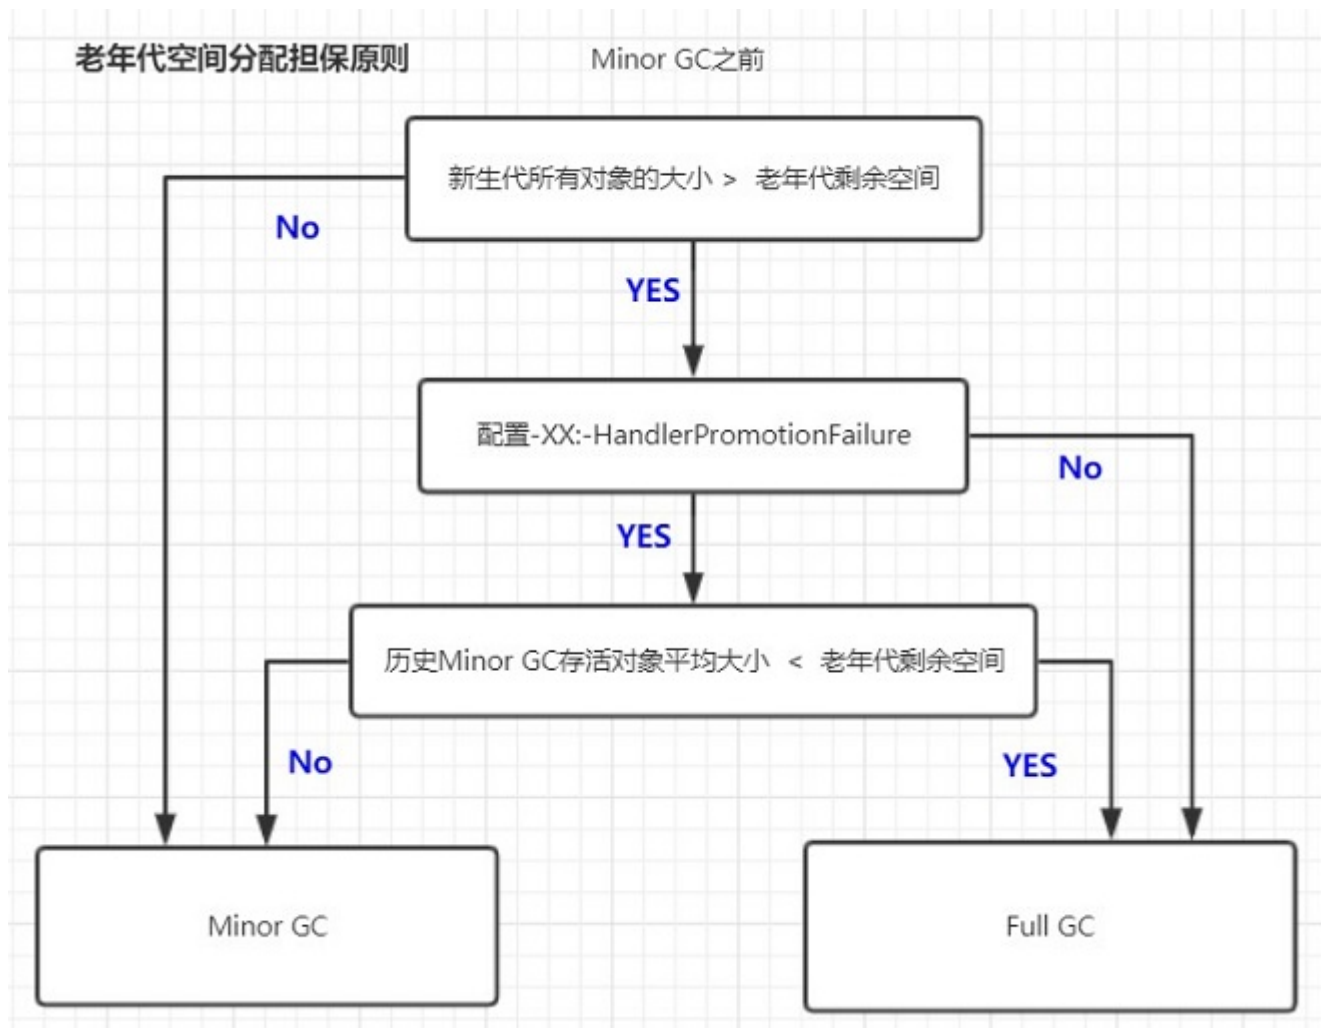 老年代空间分配担保原则
Minor GC之前
新生代所有对象的大小 > 老年代剩余空间
No
YES
配置-XX:-HandlerPromotionFailure
No
YES
历史Minor GC存活对象平均大小 < 老年代剩余空间
No
YES
Minor GC
Full GC